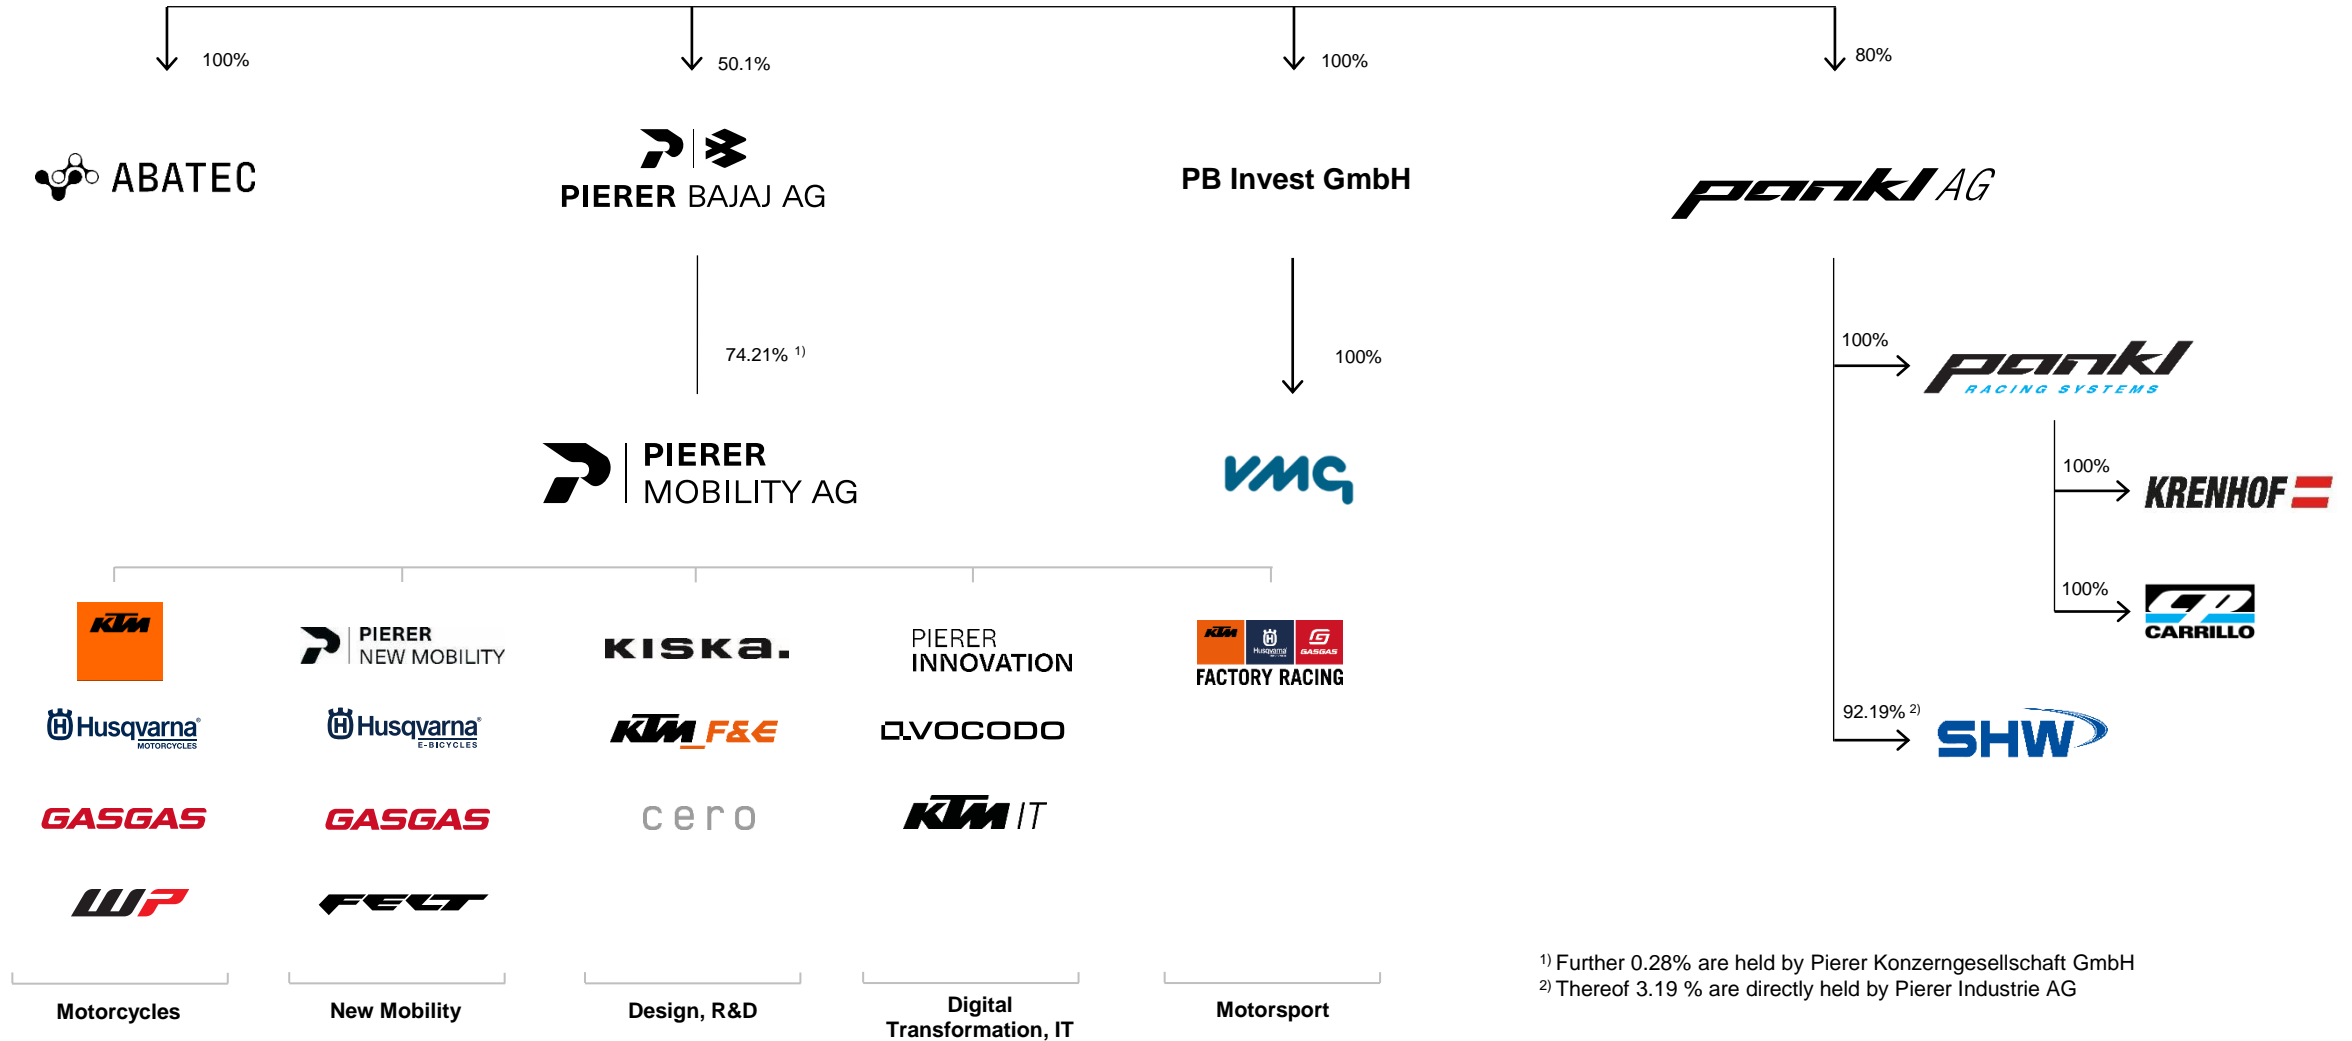 100%
50.1%
100%
80%
ABATEC
PIERER BAJAJ AG
PB Invest GmbH
pankl AG
74.21% 1)
100%
100%
pankl
RACING SYSTEMS
PIERER
MOBILITY AG
VMG
100%
KRENHOF
100%
CP
CARRILLO
92.19% 2)
SHW
KTM
Husqvarna
MOTORCYCLES
GASGAS
WP
Motorcycles
PIERER
NEW MOBILITY
Husqvarna
E-BICYCLES
GASGAS
FELT
New Mobility
KISKA.
KTM_F&E
cero
Design, R&D
PIERER
INNOVATION
AVOCODO
KTM IT
Digital
Transformation, IT
KTM
Husqvarna
GASGAS
FACTORY RACING
Motorsport
1) Further 0.28% are held by Pierer Konzerngesellschaft GmbH
2) Thereof 3.19 % are directly held by Pierer Industrie AG